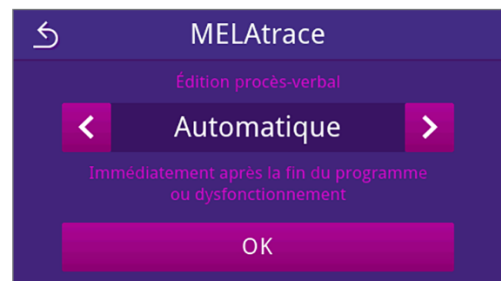 MELAtrace
Édition procès-verbal
Automatique
Immédiatement après la fin du programme
ou dysfonctionnement
OK